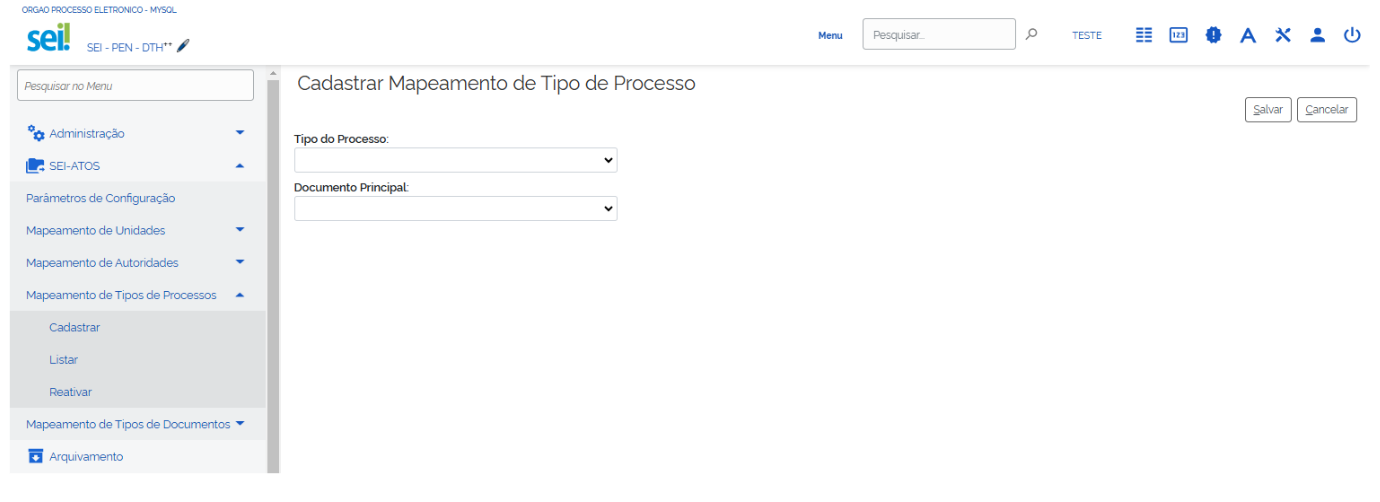 ORGAO PROCESSO ELETRONICO - MYSQL
sei!
SEI - PEN - DTH**
Menu
Pesquisar...
TESTE
123
A
Pesquisar no Menu
Administração
SEI-ATOS
Parâmetros de Configuração
Mapeamento de Unidades
Mapeamento de Autoridades
Mapeamento de Tipos de Processos
Cadastrar
Listar
Reativar
Mapeamento de Tipos de Documentos
Arquivamento
Cadastrar Mapeamento de Tipo de Processo
Salvar
Cancelar
Tipo do Processo:
Documento Principal: